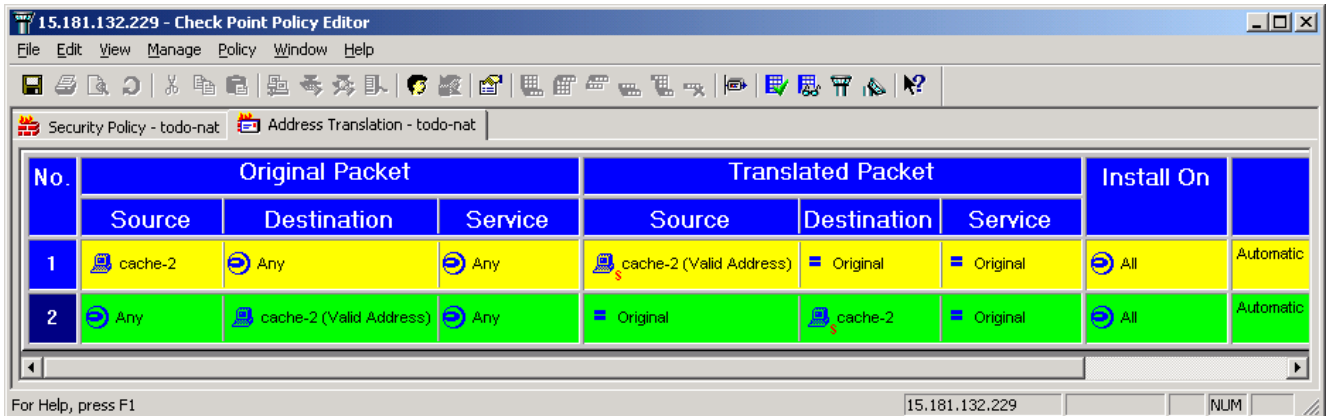 15.181.132.229 - Check Point Policy Editor
File Edit View Manage Policy Window Help
Security Policy - todo-nat Address Translation - todo-nat
No. Original Packet Translated Packet Install On
Source Destination Service Source Destination Service
1 cache-2 Any Any S cache-2 (Valid Address) = Original = Original All Automatic
2 Any cache-2 (Valid Address) Any = Original S cache-2 = Original All Automatic
For Help, press F1 15.181.132.229 NUM